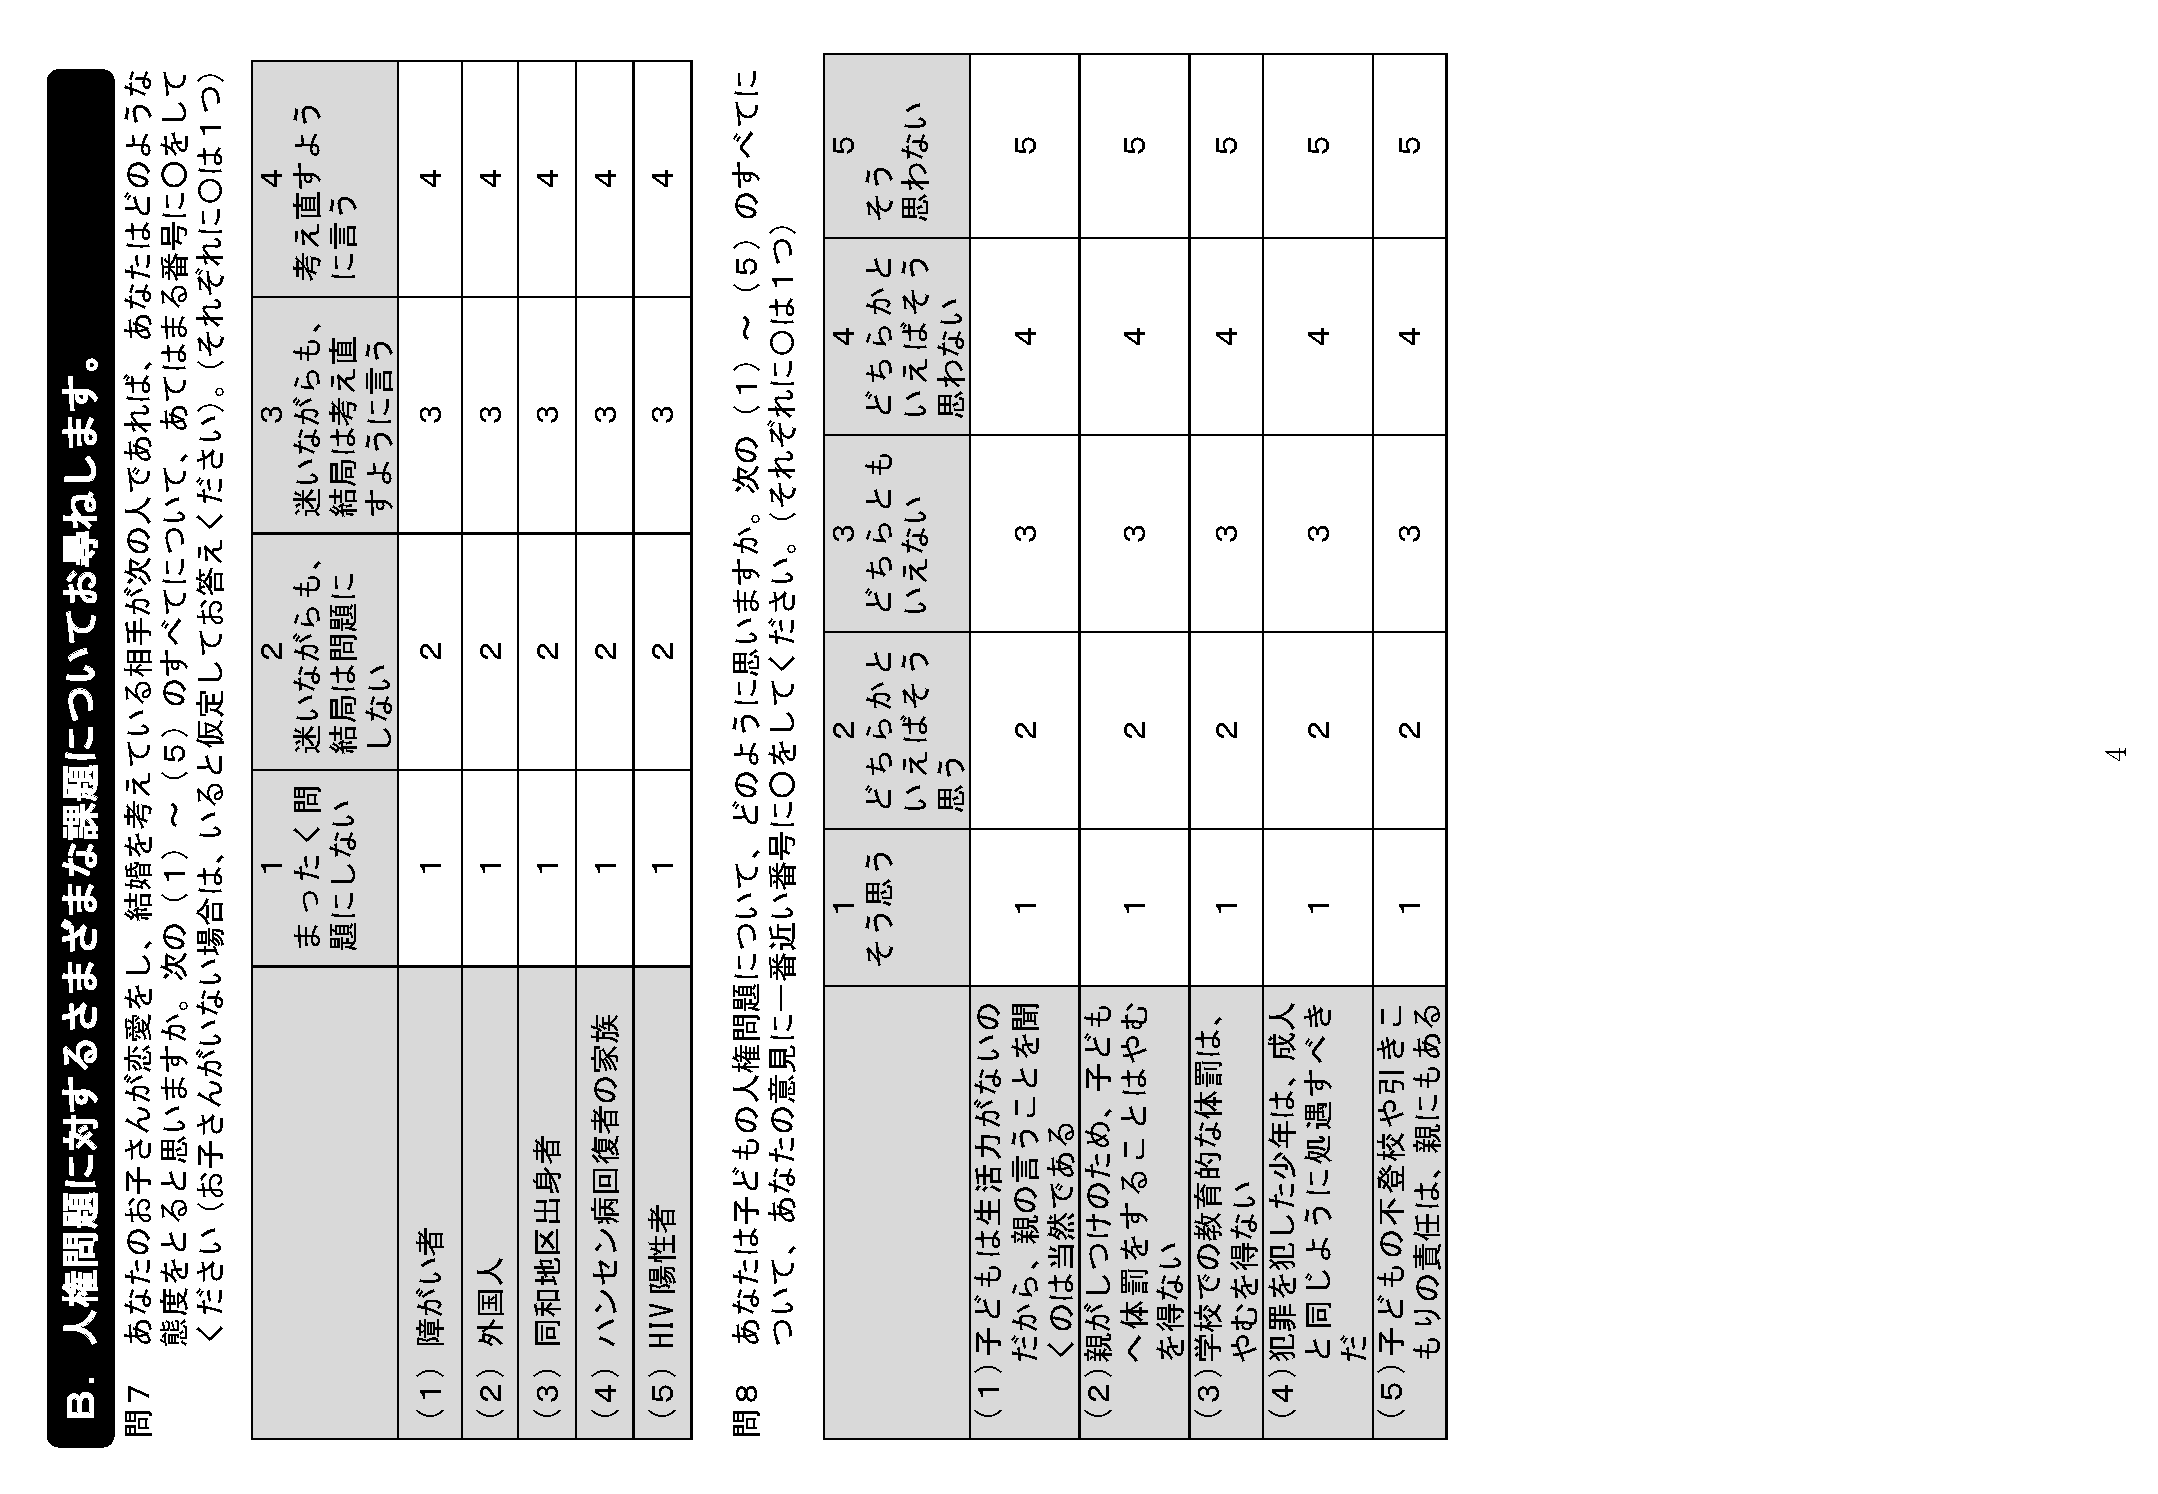 B．人権問題に対するさまざまな課題についてお尋ねします。
問７　あなたのお子さんが恋愛をし、結婚を考えている相手が次の人であれば、あなたはどのような
態度をとると思いますか。次の（１）～（５）のすべてについて、あてはまる番号に〇をして
ください（お子さんがいない場合は、いると仮定してお答えください）。（それぞれに〇は１つ）
１
まったく問
題にしない
２
迷いながらも、
結局は問題に
しない
３
迷いながらも、
結局は考え直
すように言う
４
考え直すよう
に言う
（１）障がい者　1　2　3　4
（２）外国人　1　2　3　4
（３）同和地区出身者　1　2　3　4
（４）ハンセン病回復者の家族　1　2　3　4
（５）HIV 陽性者　1　2　3　4
問８　あなたは子どもの人権問題について、どのように思いますか。次の（１）～（５）のすべてに
ついて、あなたの意見に一番近い番号に〇をしてください。（それぞれに〇は１つ）
１
そう思う
２
どちらかと
いえばそう
思う
３
どちらとも
いえない
４
どちらかと
いえばそう
思わない
５
そう
思わない
（１）子どもは生活力がないの
だから、親の言うことを聞
くのは当然である
1　2　3　4　5
（２）親がしつけのため、子ども
へ体罰をすることはやむ
を得ない
1　2　3　4　5
（３）学校での教育的な体罰は、
やむを得ない
1　2　3　4　5
（４）犯罪を犯した少年は、成人
と同じように処遇すべき
だ
1　2　3　4　5
（５）子どもの不登校や引きこ
もりの責任は、親にもある
1　2　3　4　5
4